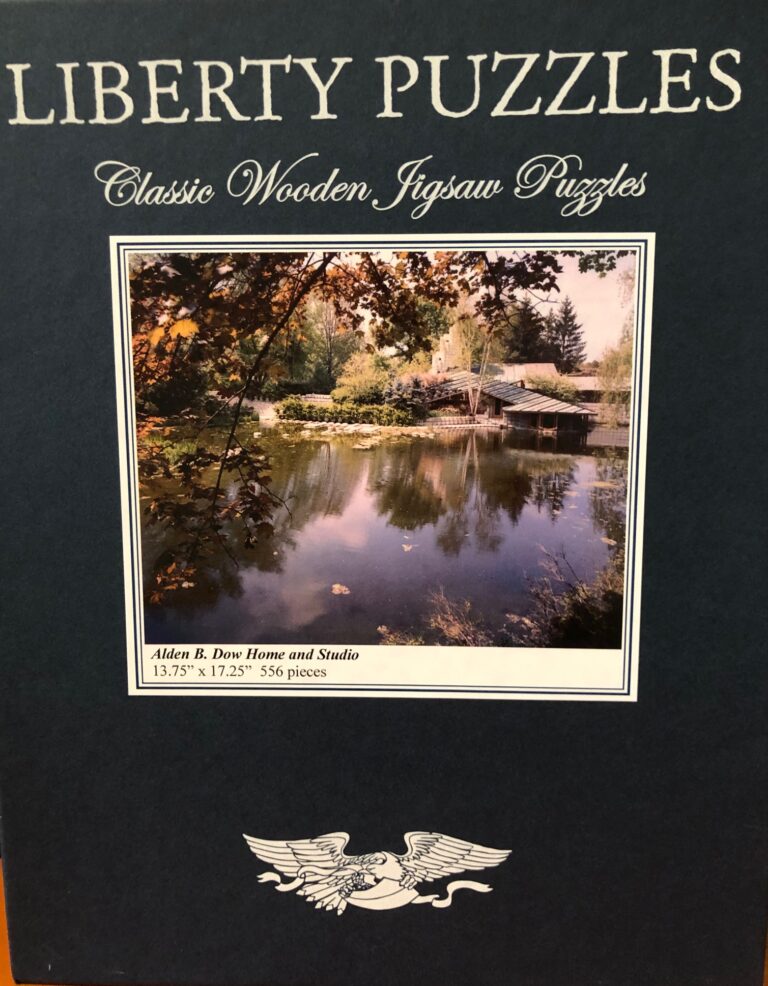 LIBERTY PUZZLES
Classic Wooden Jigsaw Puzzles
Alden B. Dow Home and Studio
13.75” x 17.25” 556 pieces